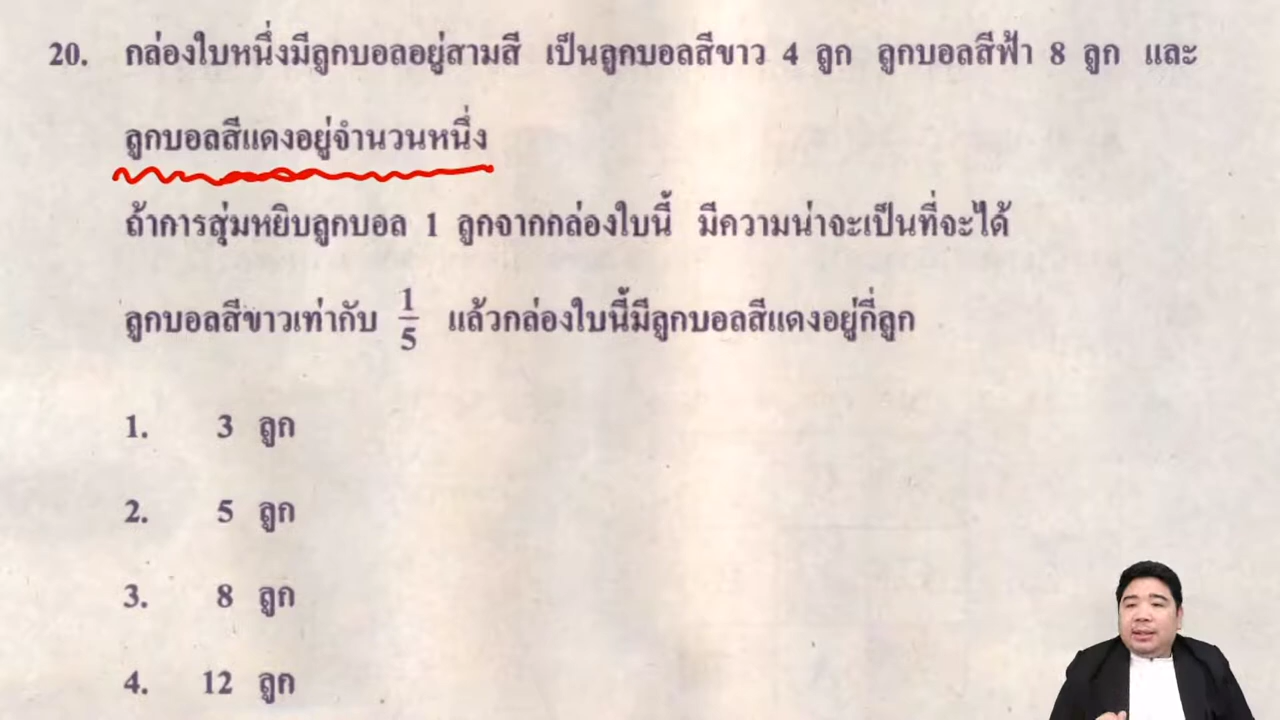 20. กล่องใบหนึ่งมีลูกบอลอยู่สามสี เป็นลูกบอลสีขาว 4 ลูก ลูกบอลสีฟ้า 8 ลูก และ
ลูกบอลสีแดงอยู่จำนวนหนึ่ง
ถ้าการสุ่มหยิบลูกบอล 1 ลูกจากกล่องใบนี้ มีความน่าจะเป็นที่จะได้
ลูกบอลสีขาวเท่ากับ 1/5 แล้วกล่องใบนี้มีลูกบอลสีแดงอยู่กี่ลูก
1. 3 ลูก
2. 5 ลูก
3. 8 ลูก
4. 12 ลูก